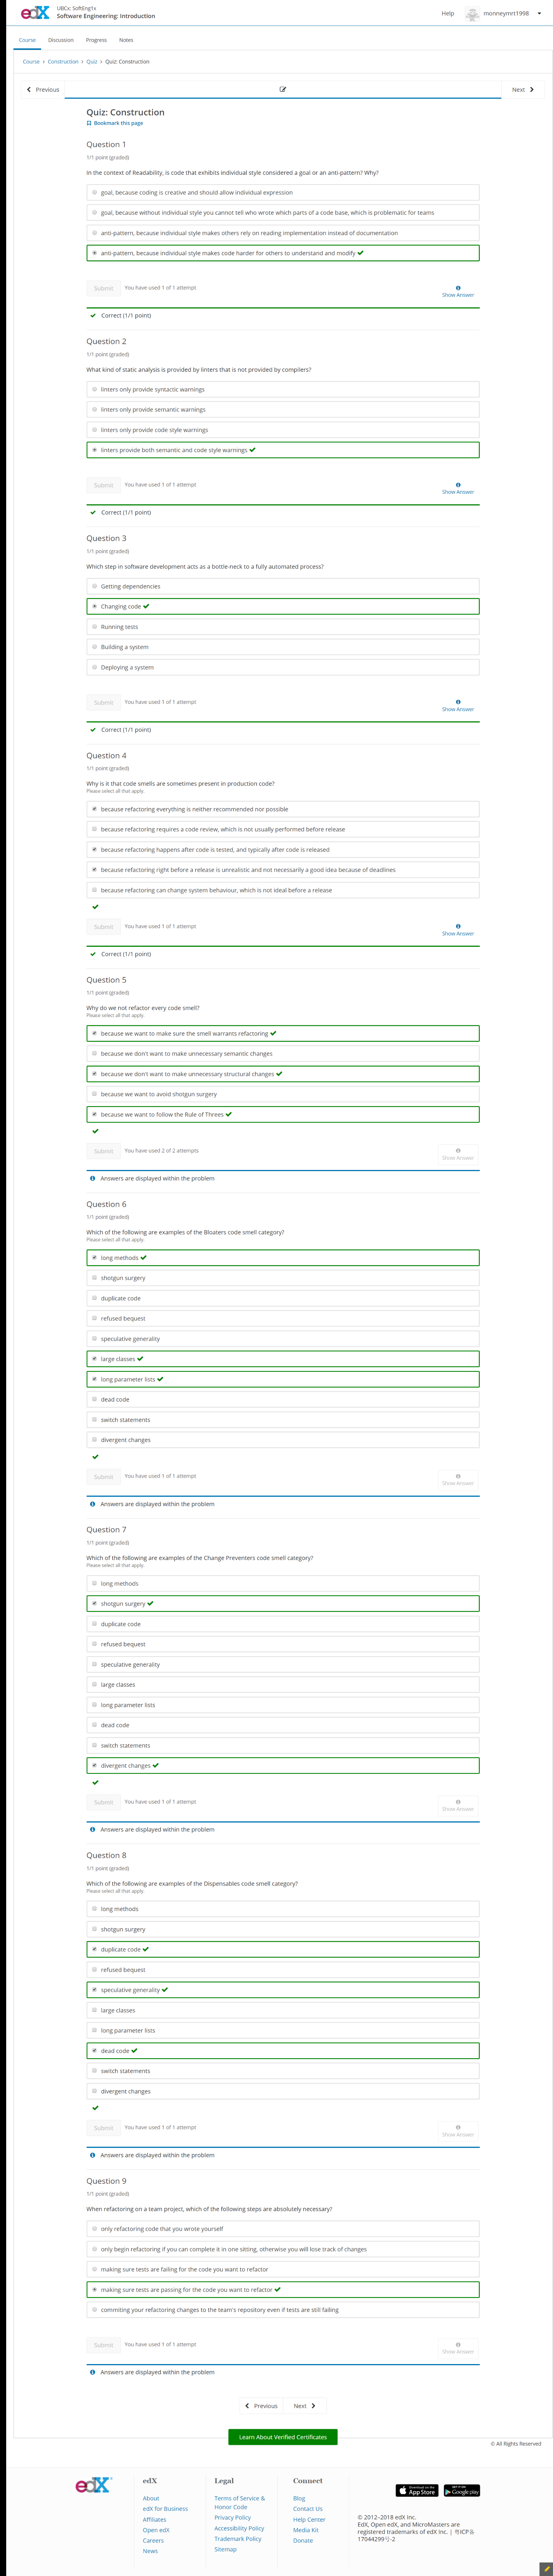 edX
UBCx: SoftEng1x
Software Engineering: Introduction
Help
monneymrt1998
Course
Discussion
Progress
Notes
Course › Construction › Quiz › Quiz: Construction
Previous
Next
Quiz: Construction
Bookmark this page
Question 1
1/1 point (graded)
In the context of Readability, is code that exhibits individual style considered a goal or an anti-pattern? Why?
goal, because coding is creative and should allow individual expression
goal, because without individual style you cannot tell who wrote which parts of a code base, which is problematic for teams
anti-pattern, because individual style makes others rely on reading implementation instead of documentation
anti-pattern, because individual style makes code harder for others to understand and modify
Submit
You have used 1 of 1 attempt
Show Answer
Correct (1/1 point)
Question 2
1/1 point (graded)
What kind of static analysis is provided by linters that is not provided by compilers?
linters only provide syntactic warnings
linters only provide semantic warnings
linters only provide code style warnings
linters provide both semantic and code style warnings
Submit
You have used 1 of 1 attempt
Show Answer
Correct (1/1 point)
Question 3
1/1 point (graded)
Which step in software development acts as a bottle-neck to a fully automated process?
Getting dependencies
Changing code
Running tests
Building a system
Deploying a system
Submit
You have used 1 of 1 attempt
Show Answer
Correct (1/1 point)
Question 4
1/1 point (graded)
Why is it that code smells are sometimes present in production code?
Please select all that apply.
because refactoring everything is neither recommended nor possible
because refactoring requires a code review, which is not usually performed before release
because refactoring happens after code is tested, and typically after code is released
because refactoring right before a release is unrealistic and not necessarily a good idea because of deadlines
because refactoring can change system behaviour, which is not ideal before a release
Submit
You have used 1 of 1 attempt
Show Answer
Correct (1/1 point)
Question 5
1/1 point (graded)
Why do we not refactor every code smell?
Please select all that apply.
because we want to make sure the smell warrants refactoring
because we don't want to make unnecessary semantic changes
because we don't want to make unnecessary structural changes
because we want to avoid shotgun surgery
because we want to follow the Rule of Threes
Submit
You have used 2 of 2 attempts
Show Answer
Answers are displayed within the problem
Question 6
1/1 point (graded)
Which of the following are examples of the Bloaters code smell category?
Please select all that apply.
long methods
shotgun surgery
duplicate code
refused bequest
speculative generality
large classes
long parameter lists
dead code
switch statements
divergent changes
Submit
You have used 1 of 1 attempt
Show Answer
Answers are displayed within the problem
Question 7
1/1 point (graded)
Which of the following are examples of the Change Preventers code smell category?
Please select all that apply.
long methods
shotgun surgery
duplicate code
refused bequest
speculative generality
large classes
long parameter lists
dead code
switch statements
divergent changes
Submit
You have used 1 of 1 attempt
Show Answer
Answers are displayed within the problem
Question 8
1/1 point (graded)
Which of the following are examples of the Dispensables code smell category?
Please select all that apply.
long methods
shotgun surgery
duplicate code
refused bequest
speculative generality
large classes
long parameter lists
dead code
switch statements
divergent changes
Submit
You have used 1 of 1 attempt
Show Answer
Answers are displayed within the problem
Question 9
1/1 point (graded)
When refactoring on a team project, which of the following steps are absolutely necessary?
only refactoring code that you wrote yourself
only begin refactoring if you can complete it in one sitting, otherwise you will lose track of changes
making sure tests are failing for the code you want to refactor
making sure tests are passing for the code you want to refactor
commiting your refactoring changes to the team's repository even if tests are still failing
Submit
You have used 1 of 1 attempt
Show Answer
Answers are displayed within the problem
Previous
Next
Learn About Verified Certificates
© All Rights Reserved
edX
edX
About
edX for Business
Affiliates
Open edX
Careers
News
Legal
Terms of Service &
Honor Code
Privacy Policy
Accessibility Policy
Trademark Policy
Sitemap
Connect
Blog
Contact Us
Help Center
Media Kit
Donate
App Store
Google play
© 2012–2018 edX Inc.
EdX, Open edX, and MicroMasters are
registered trademarks of edX Inc. | 粤ICP备
17044299号-2